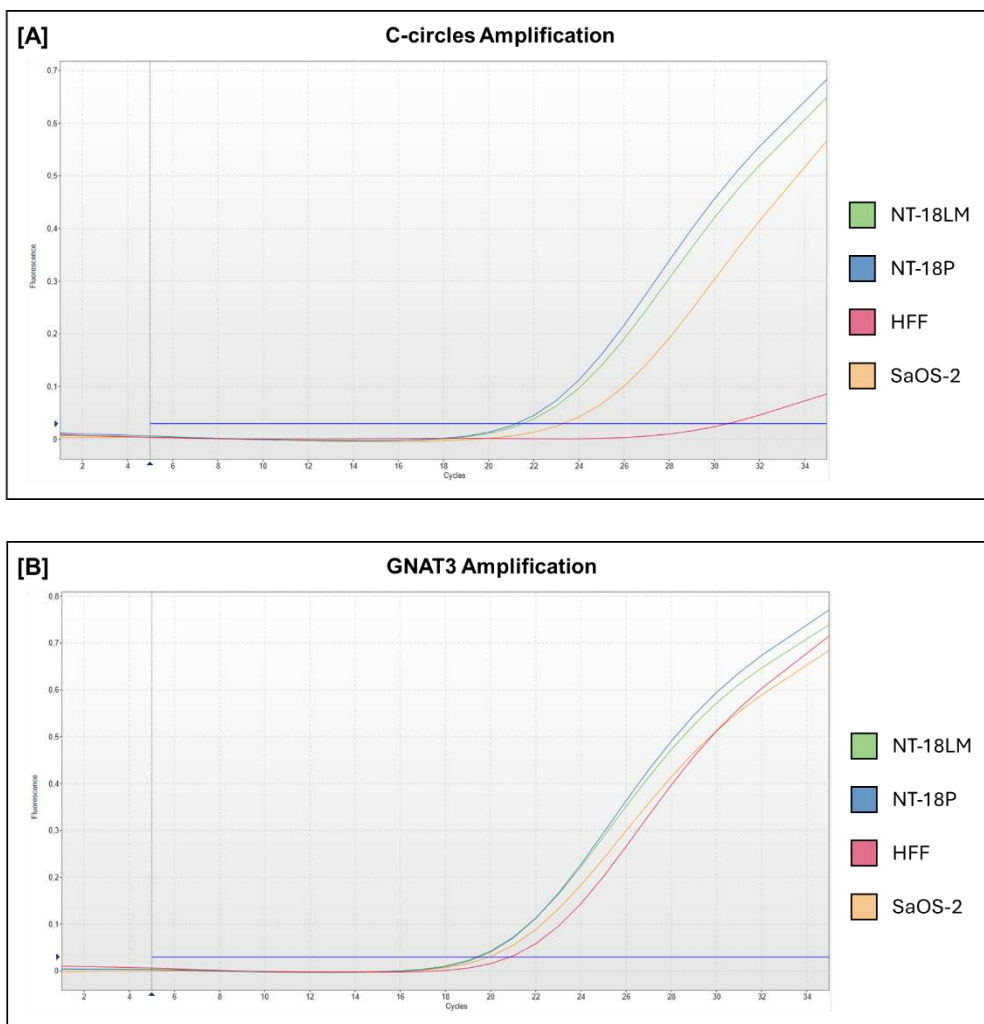 [A]
C-circles Amplification
0,7
0,6
0,5
0,4
0,3
0,2
0,1
0
Fluorescence
2 4 6 8 10 12 14 16 18 20 22 24 26 28 30 32 34
Cycles
NT-18LM
NT-18P
HFF
SaOS-2
[B]
GNAT3 Amplification
0,8
0,7
0,6
0,5
0,4
0,3
0,2
0,1
0
Fluorescence
2 4 6 8 10 12 14 16 18 20 22 24 26 28 30 32 34
Cycles
NT-18LM
NT-18P
HFF
SaOS-2